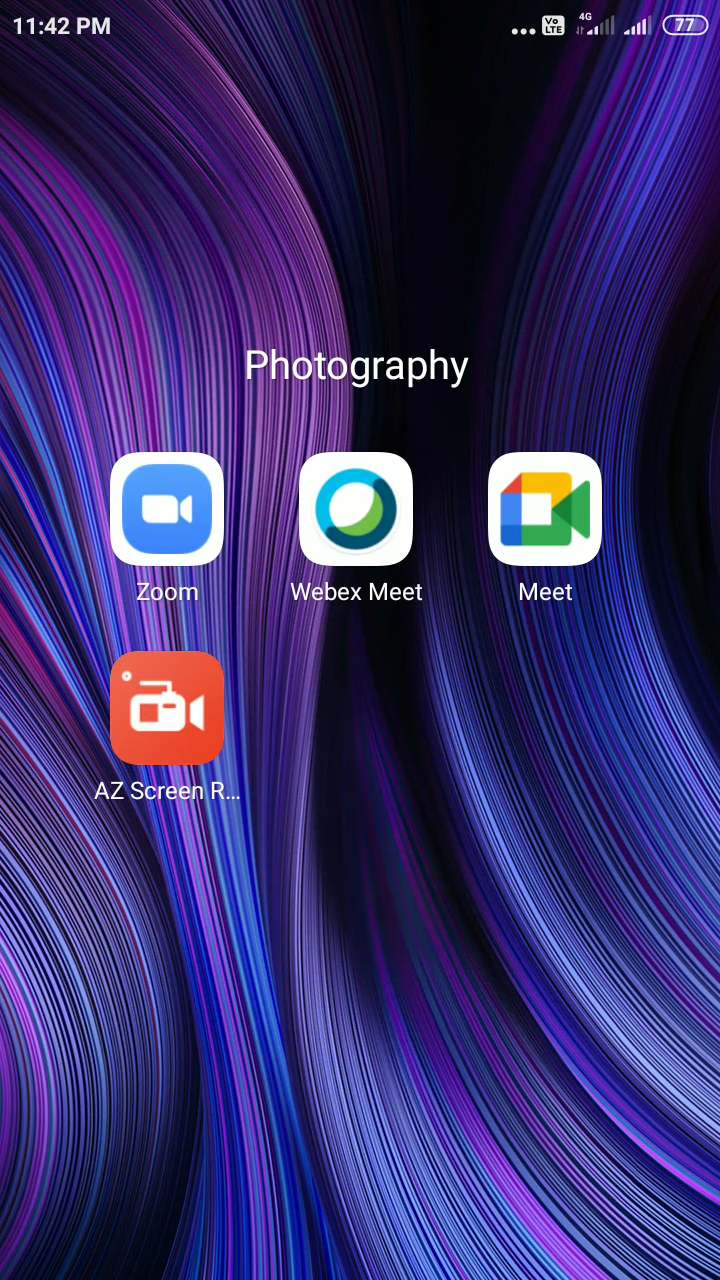 11:42 PM
Vo LTE 4G 77
Photography
Zoom
Webex Meet
Meet
AZ Screen R...